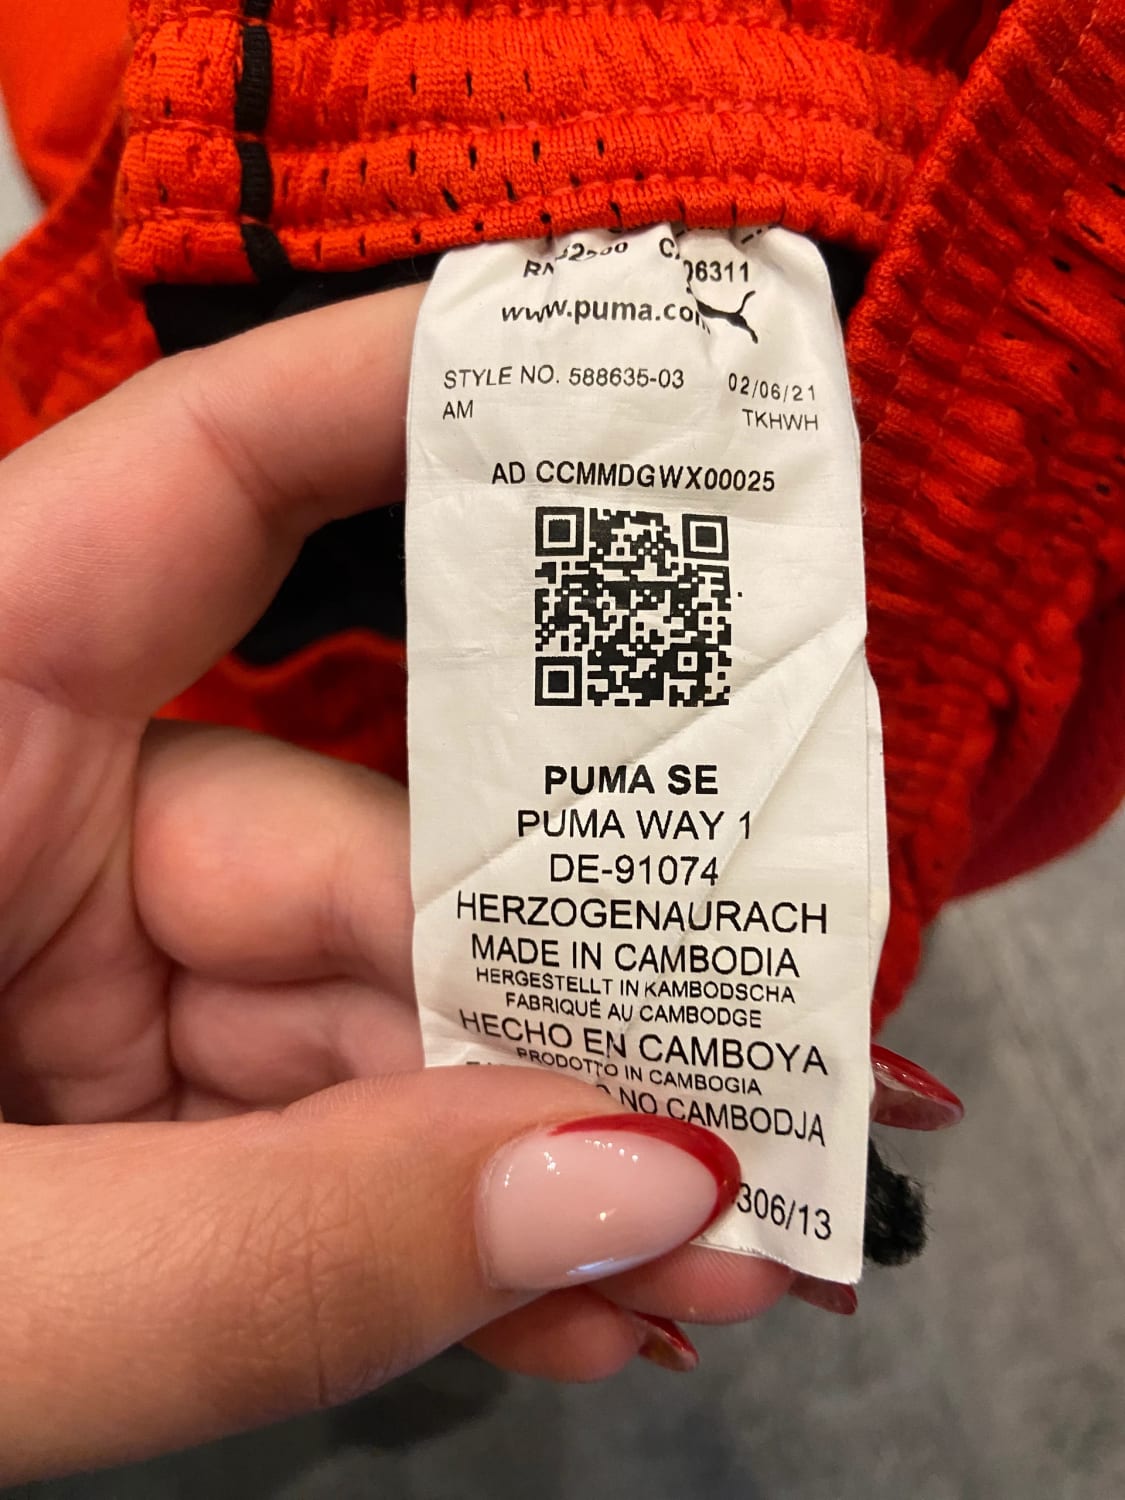 RN
06311
www.puma.com
STYLE NO. 588635-03 02/06/21
AM TKHWH
AD CCMMDGWX00025
PUMA SE
PUMA WAY 1
DE-91074
HERZOGENAURACH
MADE IN CAMBODIA
HERGESTELLT IN KAMBODSCHA
FABRIQUÉ AU CAMBODGE
HECHO EN CAMBOYA
PRODOTTO IN CAMBOGIA
NO CAMBODJA
306/13